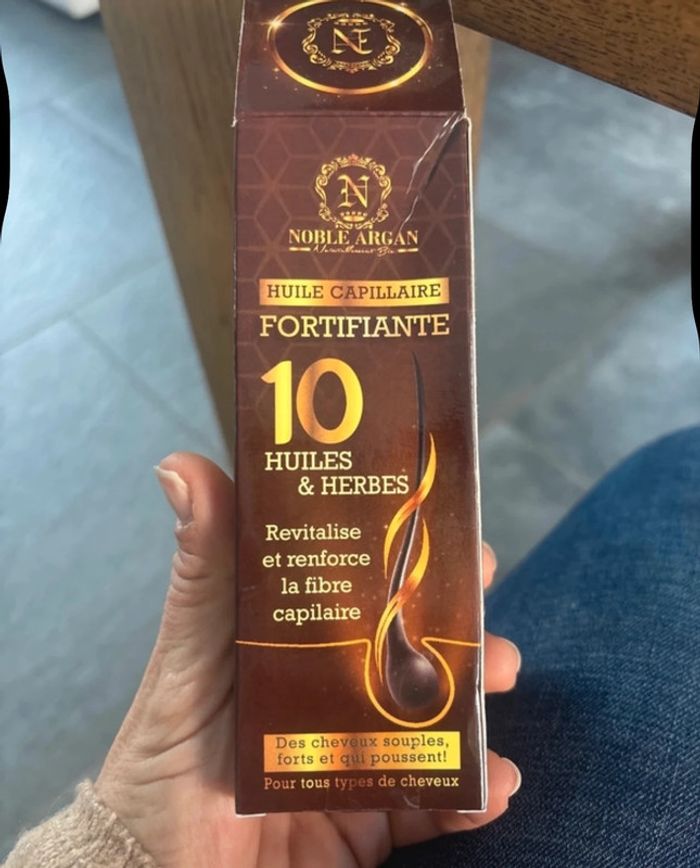 N
N
NOBLE ARGAN
HUILE CAPILLAIRE
FORTIFIANTE
10
HUILES
& HERBES
Revitalise
et renforce
la fibre
capilaire
Des cheveux souples,
forts et qui poussent!
Pour tous types de cheveux